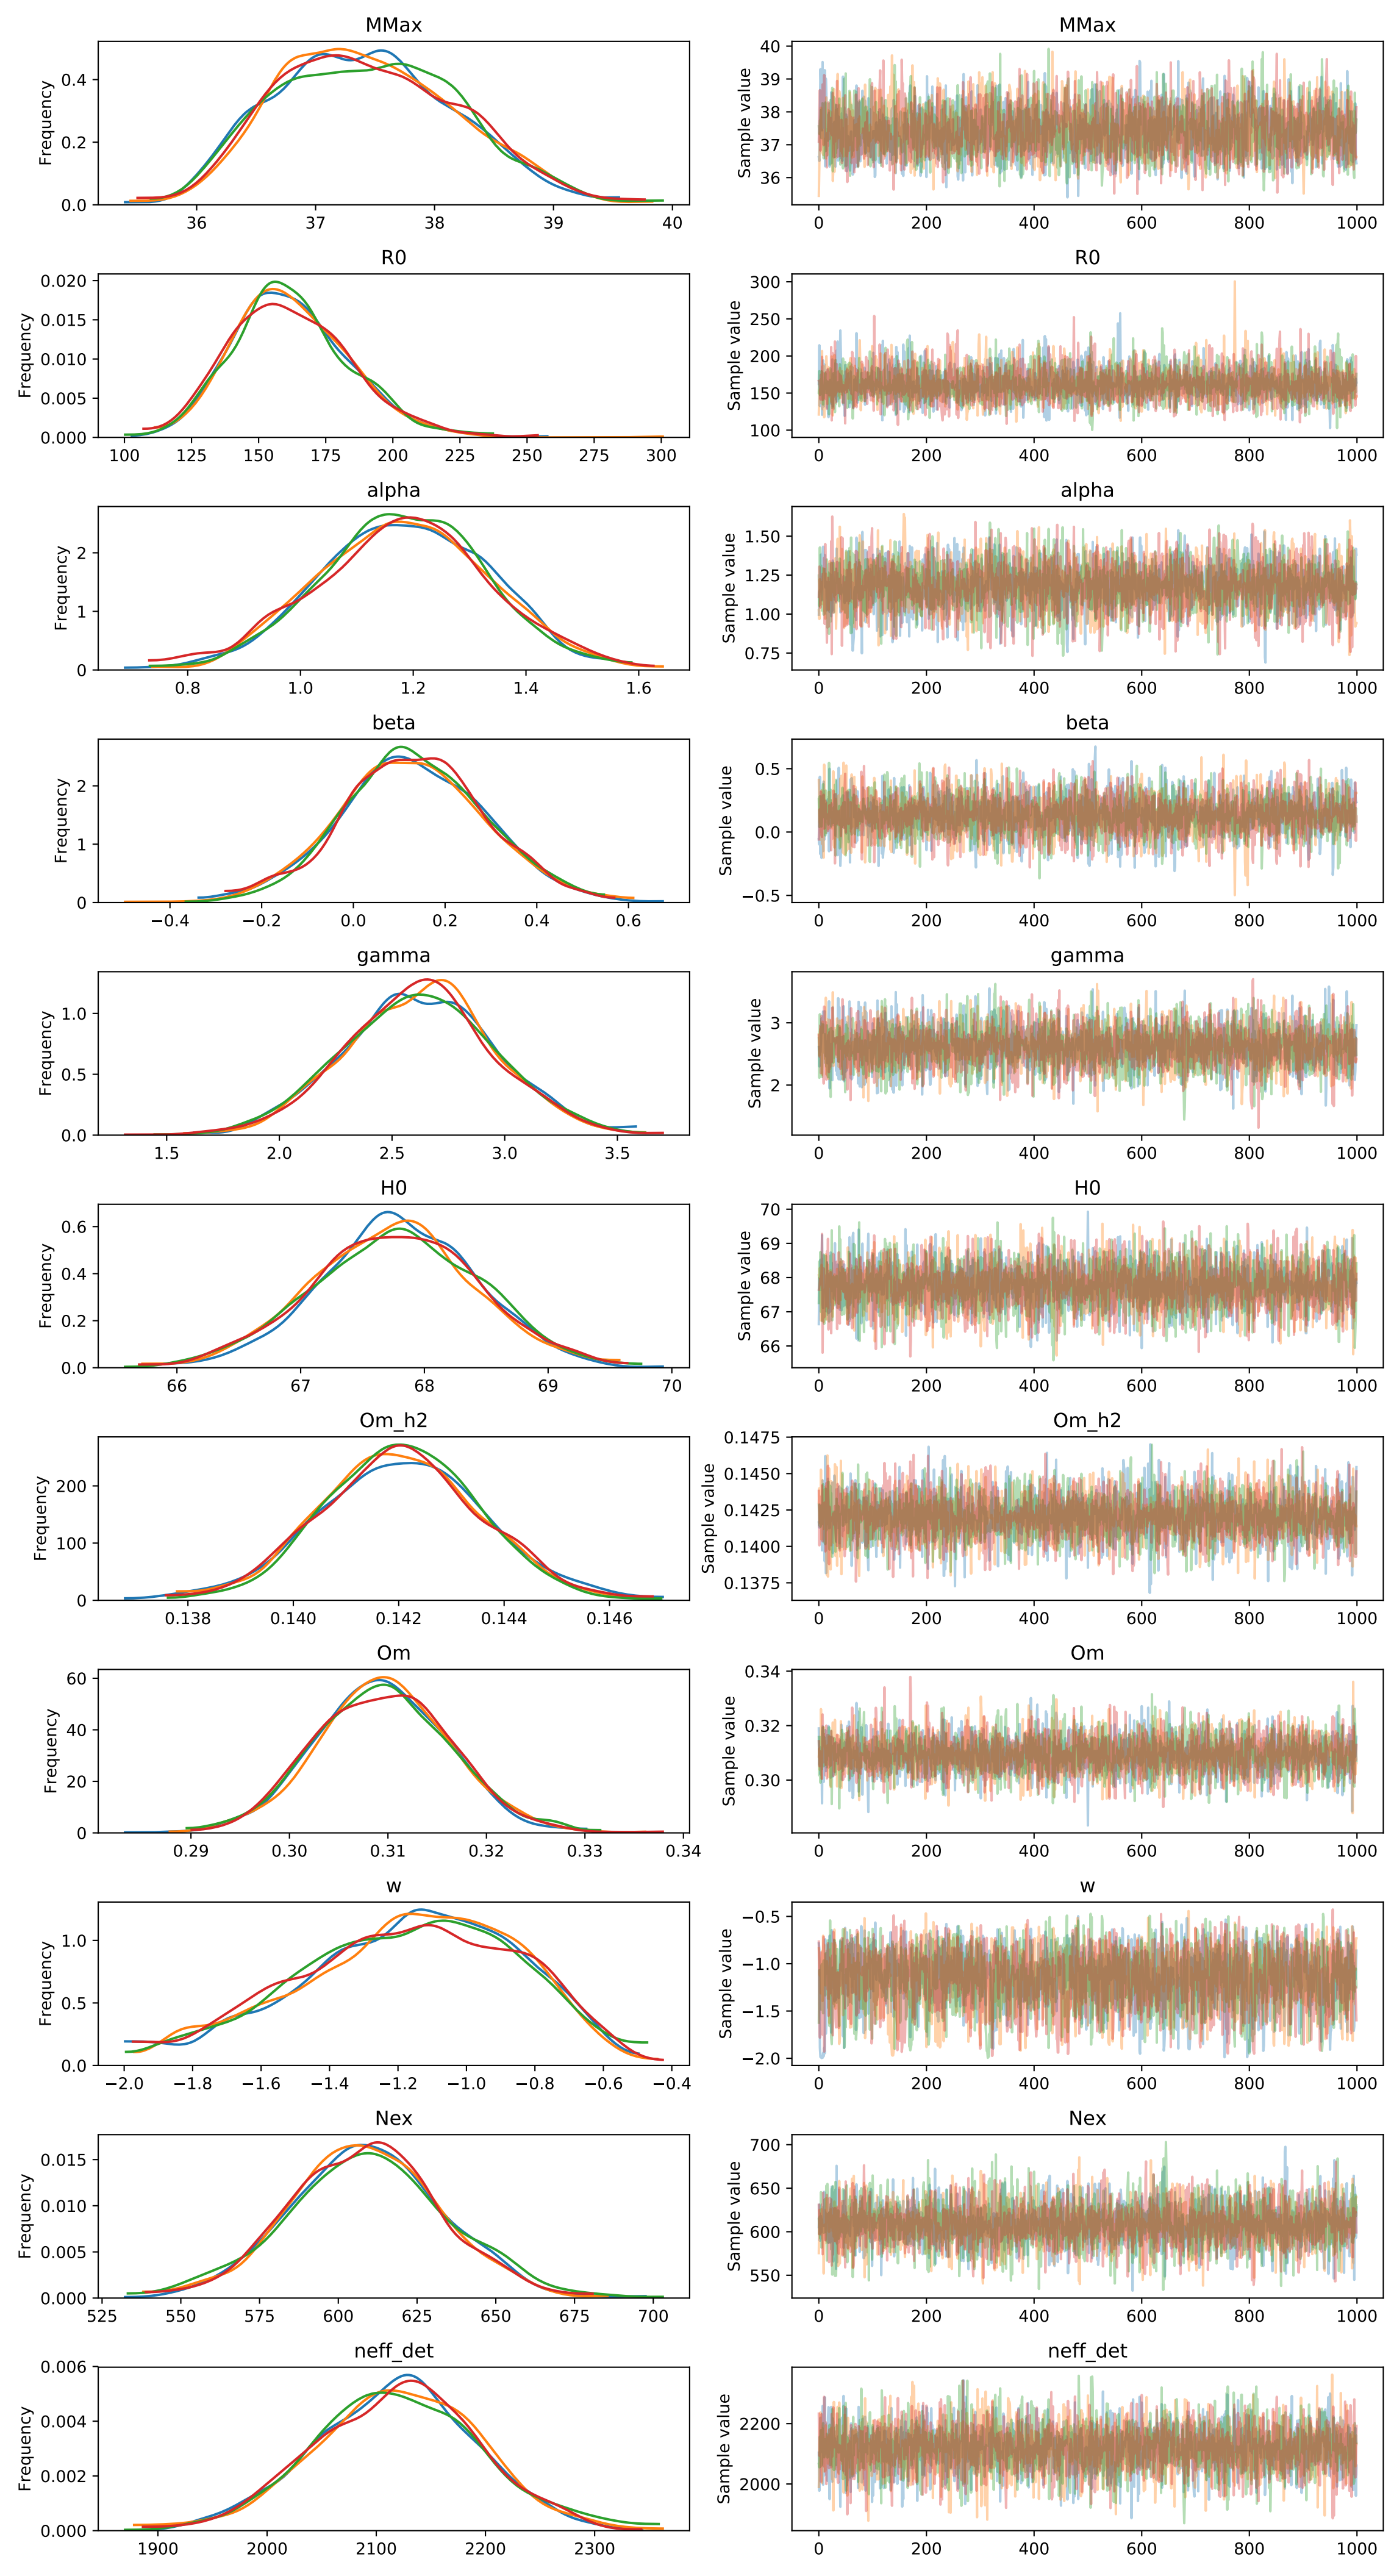 MMax
MMax
Frequency
0.4
0.2
0.0
36 37 38 39 40
Sample value
40
39
38
37
36
0 200 400 600 800 1000
R0
R0
Frequency
0.020
0.015
0.010
0.005
0.000
100 125 150 175 200 225 250 275 300
Sample value
300
250
200
150
100
0 200 400 600 800 1000
alpha
alpha
Frequency
2
1
0
0.8 1.0 1.2 1.4 1.6
Sample value
1.50
1.25
1.00
0.75
0 200 400 600 800 1000
beta
beta
Frequency
2
1
0
−0.4 −0.2 0.0 0.2 0.4 0.6
Sample value
0.5
0.0
−0.5
0 200 400 600 800 1000
gamma
gamma
Frequency
1.0
0.5
0.0
1.5 2.0 2.5 3.0 3.5
Sample value
3
2
0 200 400 600 800 1000
H0
H0
Frequency
0.6
0.4
0.2
0.0
66 67 68 69 70
Sample value
70
69
68
67
66
0 200 400 600 800 1000
Om_h2
Om_h2
Frequency
200
100
0
0.138 0.140 0.142 0.144 0.146
Sample value
0.1475
0.1450
0.1425
0.1400
0.1375
0 200 400 600 800 1000
Om
Om
Frequency
60
40
20
0
0.29 0.30 0.31 0.32 0.33 0.34
Sample value
0.34
0.32
0.30
0 200 400 600 800 1000
w
w
Frequency
1.0
0.5
0.0
−2.0 −1.8 −1.6 −1.4 −1.2 −1.0 −0.8 −0.6 −0.4
Sample value
−0.5
−1.0
−1.5
−2.0
0 200 400 600 800 1000
Nex
Nex
Frequency
0.015
0.010
0.005
0.000
525 550 575 600 625 650 675 700
Sample value
700
650
600
550
0 200 400 600 800 1000
neff_det
neff_det
Frequency
0.006
0.004
0.002
0.000
1900 2000 2100 2200 2300
Sample value
2200
2000
0 200 400 600 800 1000